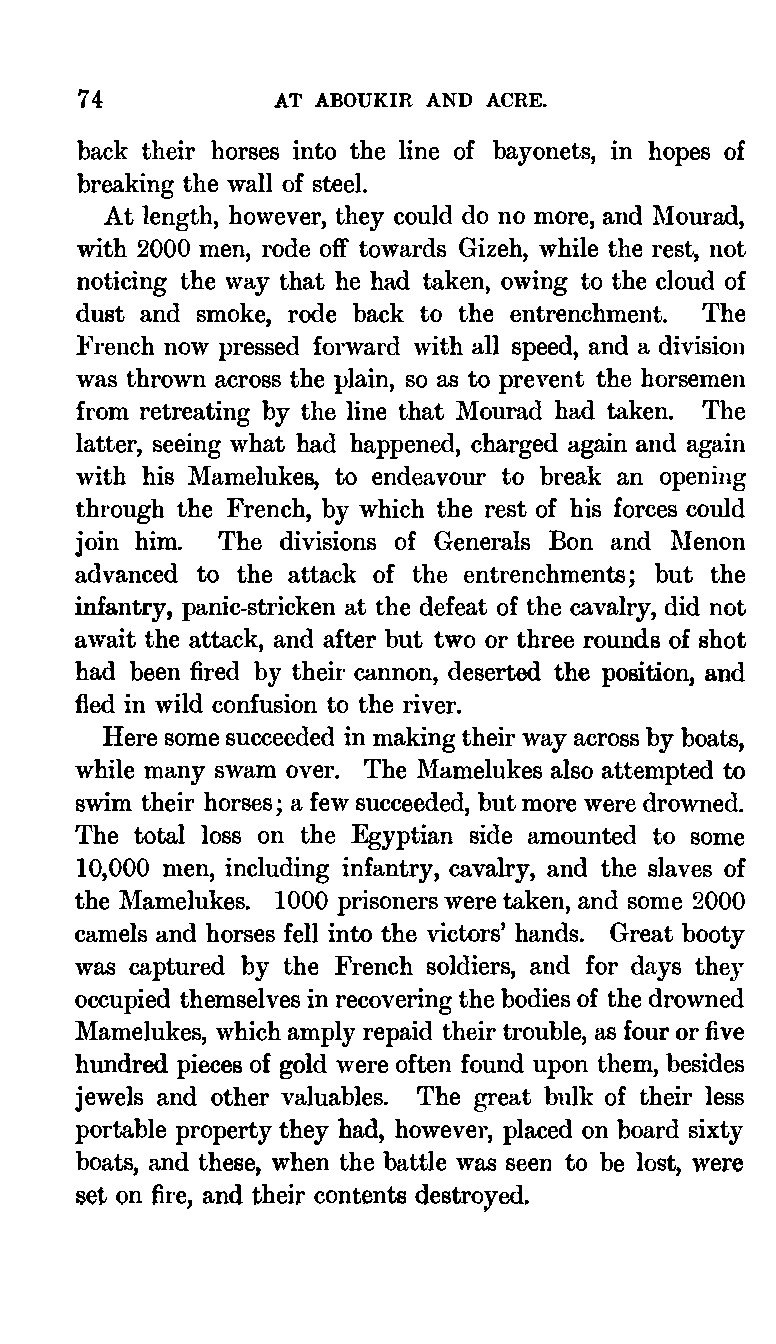 74 AT ABOUKIR AND ACRE.
back their horses into the line of bayonets, in hopes of
breaking the wall of steel.
At length, however, they could do no more, and Mourad,
with 2000 men, rode off towards Gizeh, while the rest, not
noticing the way that he had taken, owing to the cloud of
dust and smoke, rode back to the entrenchment. The
French now pressed forward with all speed, and a division
was thrown across the plain, so as to prevent the horsemen
from retreating by the line that Mourad had taken. The
latter, seeing what had happened, charged again and again
with his Mamelukes, to endeavour to break an opening
through the French, by which the rest of his forces could
join him. The divisions of Generals Bon and Menon
advanced to the attack of the entrenchments; but the
infantry, panic-stricken at the defeat of the cavalry, did not
await the attack, and after but two or three rounds of shot
had been fired by their cannon, deserted the position, and
fled in wild confusion to the river.
Here some succeeded in making their way across by boats,
while many swam over. The Mamelukes also attempted to
swim their horses; a few succeeded, but more were drowned.
The total loss on the Egyptian side amounted to some
10,000 men, including infantry, cavalry, and the slaves of
the Mamelukes. 1000 prisoners were taken, and some 2000
camels and horses fell into the victors' hands. Great booty
was captured by the French soldiers, and for days they
occupied themselves in recovering the bodies of the drowned
Mamelukes, which amply repaid their trouble, as four or five
hundred pieces of gold were often found upon them, besides
jewels and other valuables. The great bulk of their less
portable property they had, however, placed on board sixty
boats, and these, when the battle was seen to be lost, were
set on fire, and their contents destroyed.